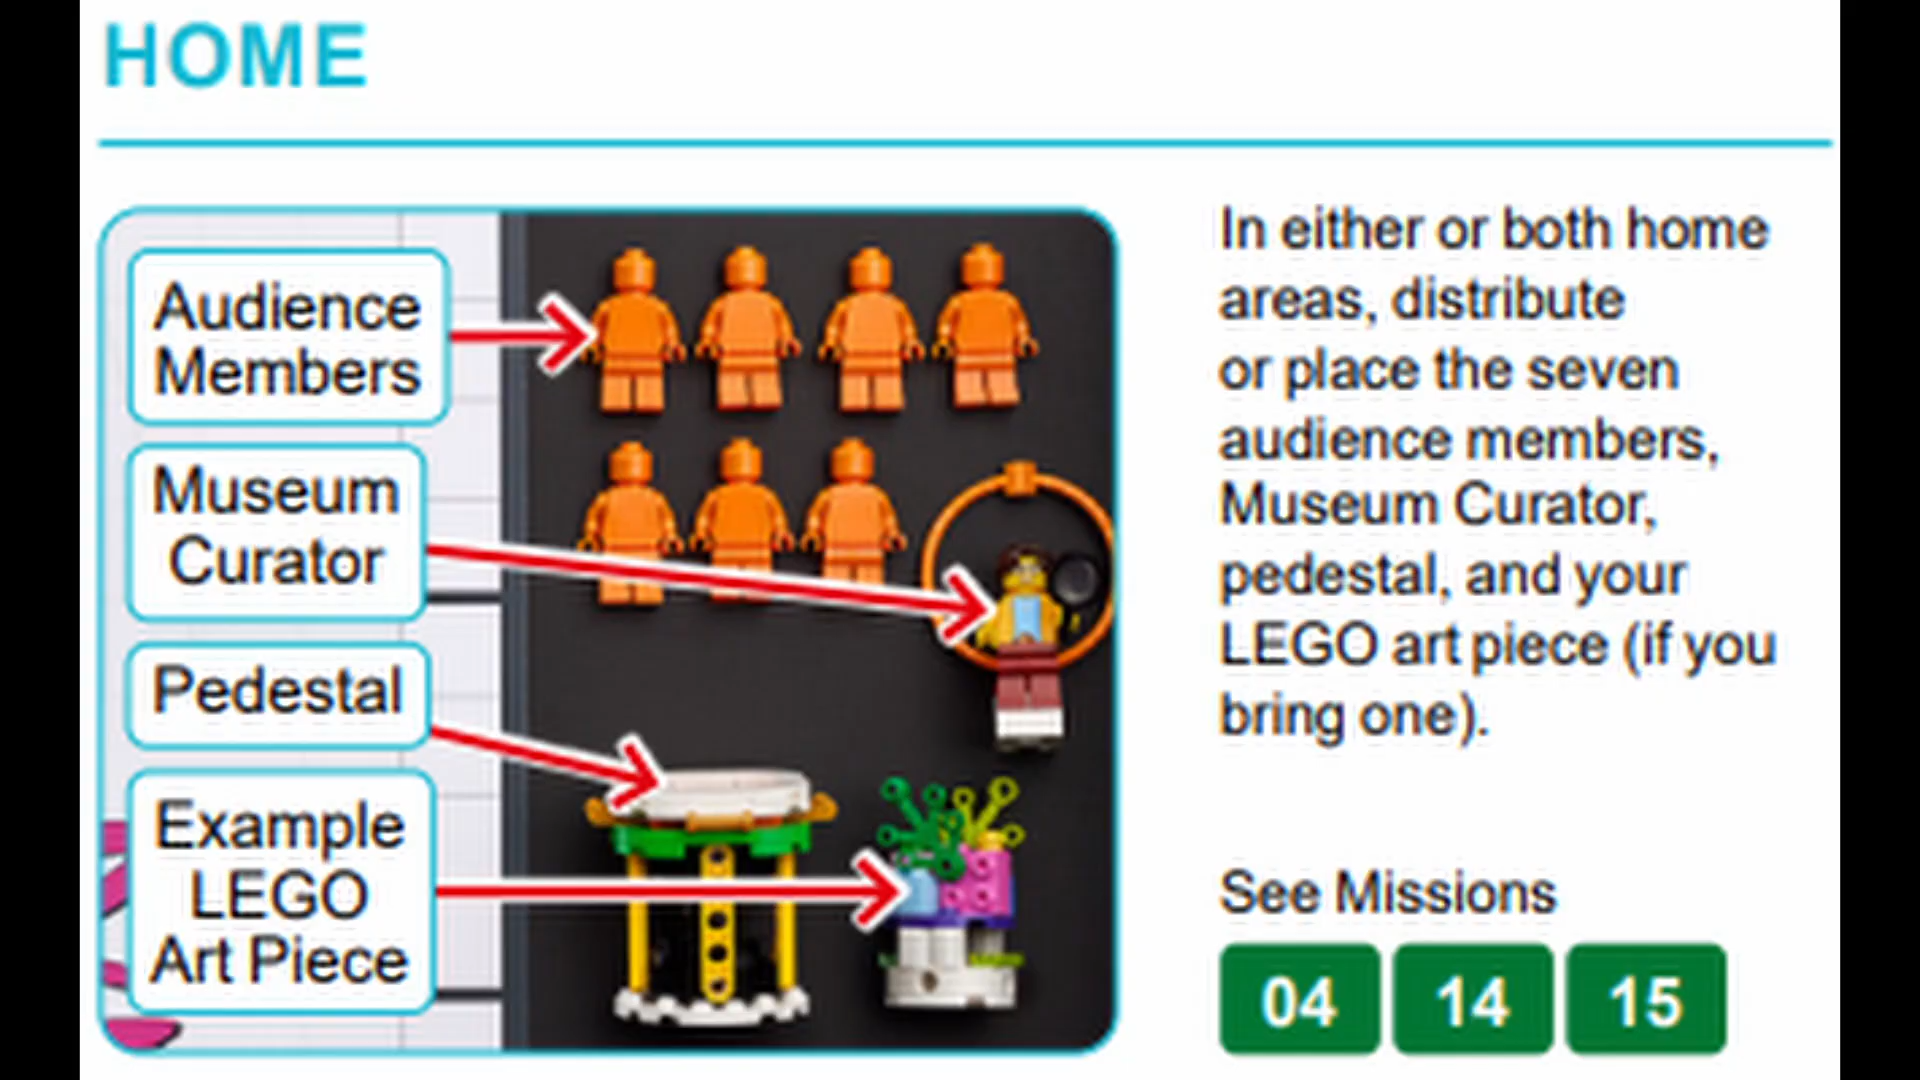 HOME
Audience
Members
Museum
Curator
Pedestal
Example
LEGO
Art Piece
In either or both home
areas, distribute
or place the seven
audience members,
Museum Curator,
pedestal, and your
LEGO art piece (if you
bring one).
See Missions
04 14 15